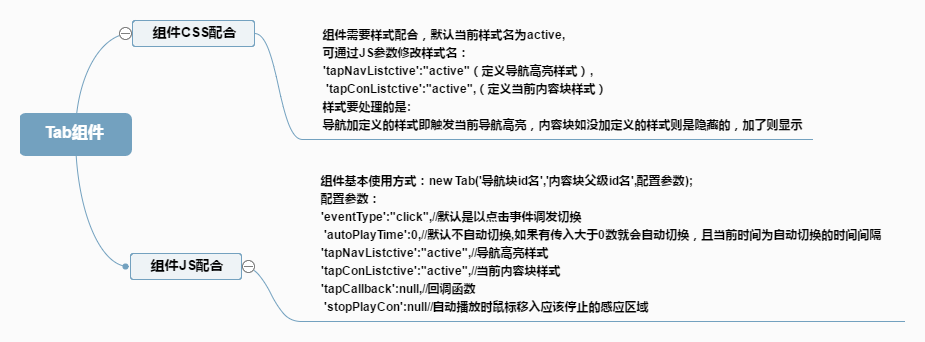 组件CSS配合
组件需要样式配合，默认当前样式名为active,
可通过JS参数修改样式名：
'tapNavListctive':"active"（定义导航高亮样式）,
'tapConListctive':"active",（定义当前内容块样式）
样式要处理的是:
导航加定义的样式即触发当前导航高亮，内容块如没加定义的样式则是隐藏的，加了则显示
Tab组件
组件JS配合
组件基本使用方式：new Tab('导航块id名','内容块父级id名',配置参数);
配置参数：
'eventType':"click",//默认是以点击事件调发切换
'autoPlayTime':0,//默认不自动切换,如果有传入大于0数就会自动切换，且当前时间为自动切换的时间间隔
'tapNavListctive':"active",//导航高亮样式
'tapConListctive':"active",//当前内容块样式
'tapCallback':null,//回调函数
'stopPlayCon':null//自动播放时鼠标移入应该停止的感应区域